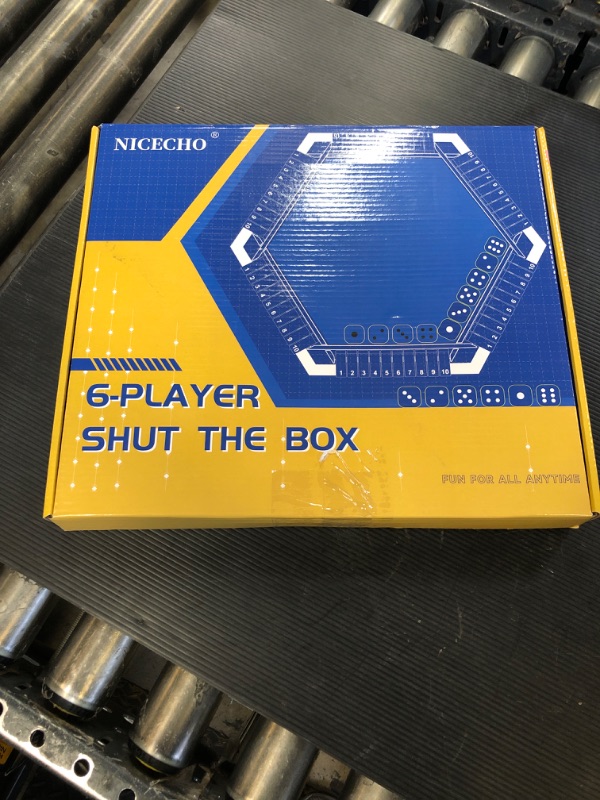 NICECHO®
6-PLAYER
SHUT THE BOX
FUN FOR ALL ANYTIME
1 2 3 4 5 6 7 8 9 10